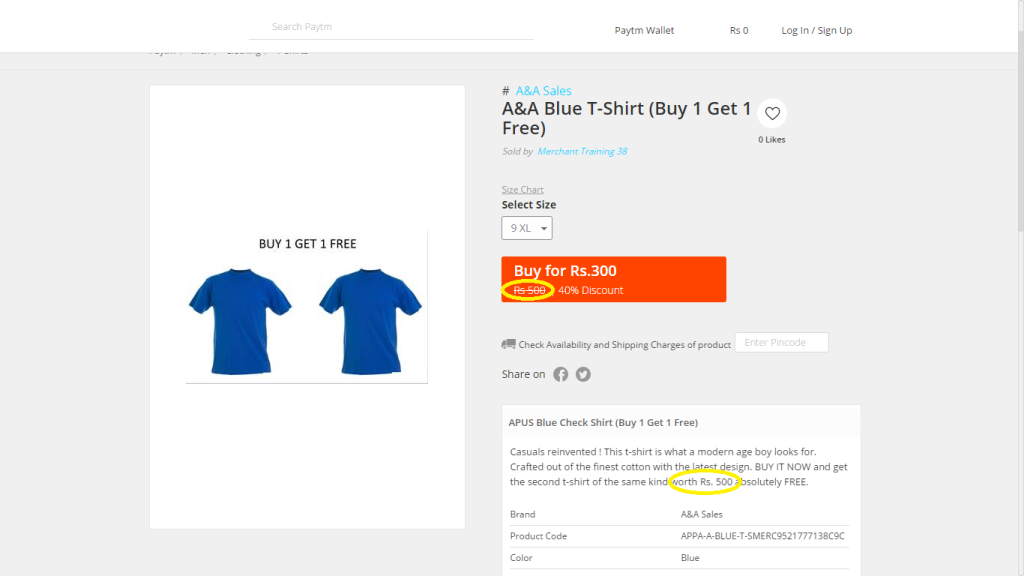 Search Paytm
Paytm Wallet
Rs 0
Log In / Sign Up
# A&A Sales
A&A Blue T-Shirt (Buy 1 Get 1
Free)
0 Likes
Sold by Merchant Training 38
Size Chart
Select Size
9 XL
BUY 1 GET 1 FREE
Buy for Rs.300
Rs 500 40% Discount
Check Availability and Shipping Charges of product
Enter Pincode
Share on
APUS Blue Check Shirt (Buy 1 Get 1 Free)
Casuals reinvented ! This t-shirt is what a modern age boy looks for.
Crafted out of the finest cotton with the latest design. BUY IT NOW and get
the second t-shirt of the same kind worth Rs. 500 absolutely FREE.
Brand A&A Sales
Product Code APPA-A-BLUE-T-SMERC9521777138C9C
Color Blue